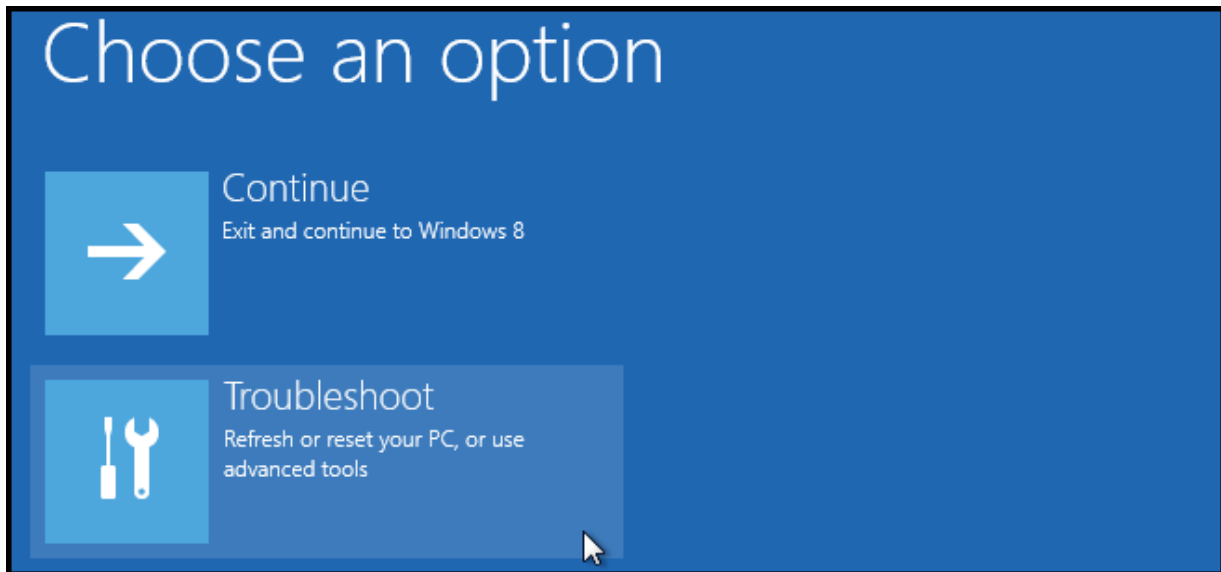 Choose an option
Continue
Exit and continue to Windows 8
Troubleshoot
Refresh or reset your PC, or use
advanced tools